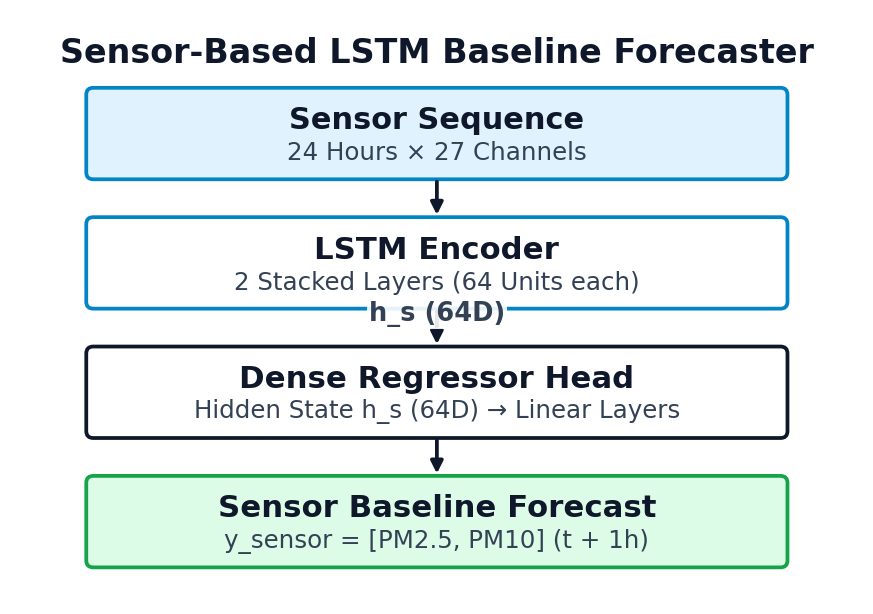 Sensor-Based LSTM Baseline Forecaster
Sensor Sequence
24 Hours × 27 Channels
LSTM Encoder
2 Stacked Layers (64 Units each)
h_s (64D)
Dense Regressor Head
Hidden State h_s (64D) → Linear Layers
Sensor Baseline Forecast
y_sensor = [PM2.5, PM10] (t + 1h)